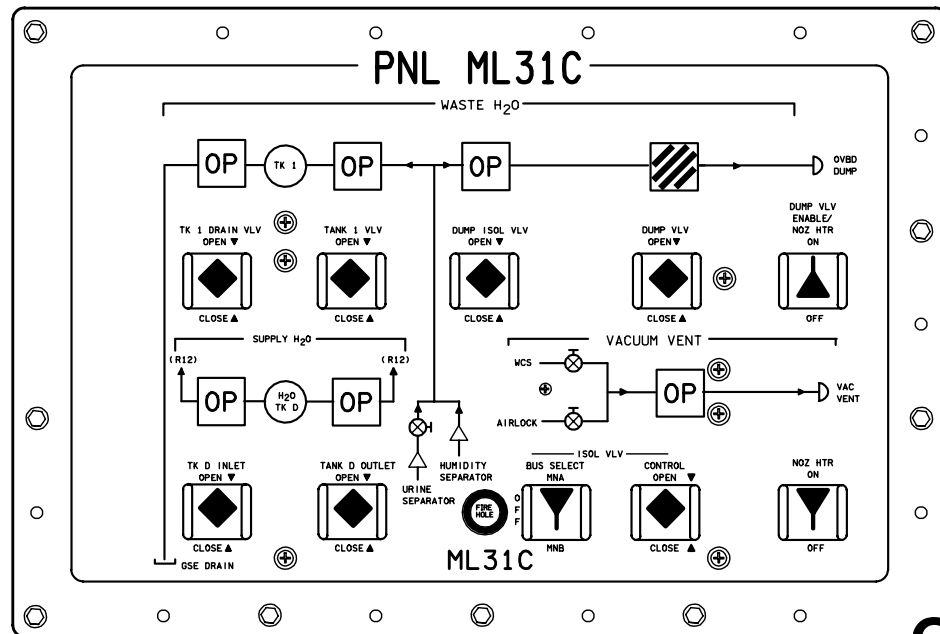 PNL ML31C
WASTE H2O
OP
TK 1
OP
OP
OVBD
DUMP
TK 1 DRAIN VLV
OPEN ▼
CLOSE ▲
TANK 1 VLV
OPEN ▼
CLOSE ▲
DUMP ISOL VLV
OPEN ▼
CLOSE ▲
DUMP VLV
OPEN ▼
CLOSE ▲
DUMP VLV
ENABLE/
NOZ HTR
ON
OFF
SUPPLY H2O
(R12)
(R12)
OP
H2O
TK D
OP
VACUUM VENT
WCS
AIRLOCK
OP
VAC
VENT
HUMIDITY
SEPARATOR
URINE
SEPARATOR
TK D INLET
OPEN ▼
CLOSE ▲
TANK D OUTLET
OPEN ▼
CLOSE ▲
FIRE
HOLE
ISOL VLV
BUS SELECT
MNA
OFF
MNB
CONTROL
OPEN ▼
CLOSE ▲
NOZ HTR
ON
OFF
GSE DRAIN
ML31C